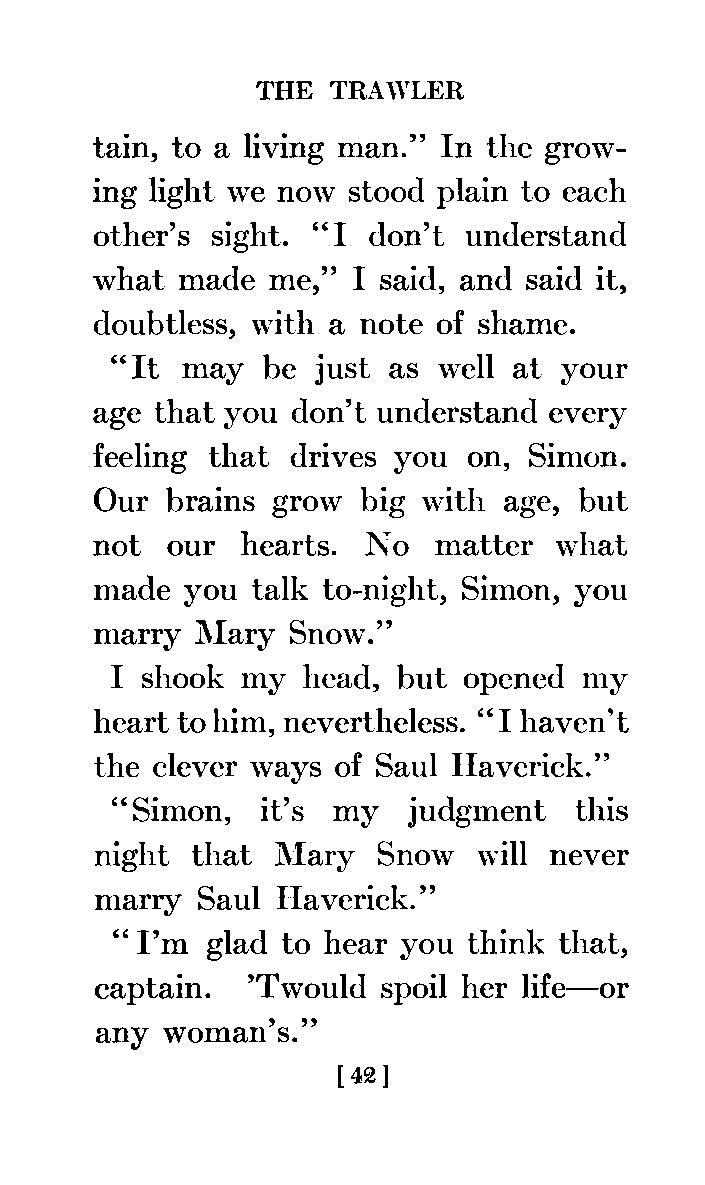 THE TRAWLER
tain, to a living man.” In the grow-
ing light we now stood plain to each
other’s sight. “I don’t understand
what made me,” I said, and said it,
doubtless, with a note of shame.
“It may be just as well at your
age that you don’t understand every
feeling that drives you on, Simon.
Our brains grow big with age, but
not our hearts. No matter what
made you talk to-night, Simon, you
marry Mary Snow.”
I shook my head, but opened my
heart to him, nevertheless. “I haven’t
the clever ways of Saul Haverick.”
“Simon, it’s my judgment this
night that Mary Snow will never
marry Saul Haverick.”
“I’m glad to hear you think that,
captain. ’Twould spoil her life—or
any woman’s.”
[42]